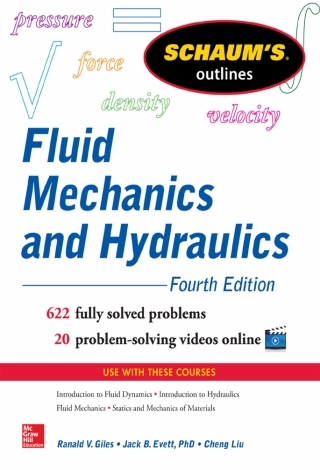 pressure
=
SCHAUM'S®
outlines
force
√
density
∫
velocity
Fluid
Mechanics
and Hydraulics
Fourth Edition
622 fully solved problems
20 problem-solving videos online
USE WITH THESE COURSES
Introduction to Fluid Dynamics • Introduction to Hydraulics
Fluid Mechanics • Statics and Mechanics of Materials
Mc
Graw
Hill
Education
Ranald V. Giles • Jack B. Evett, PhD • Cheng Liu